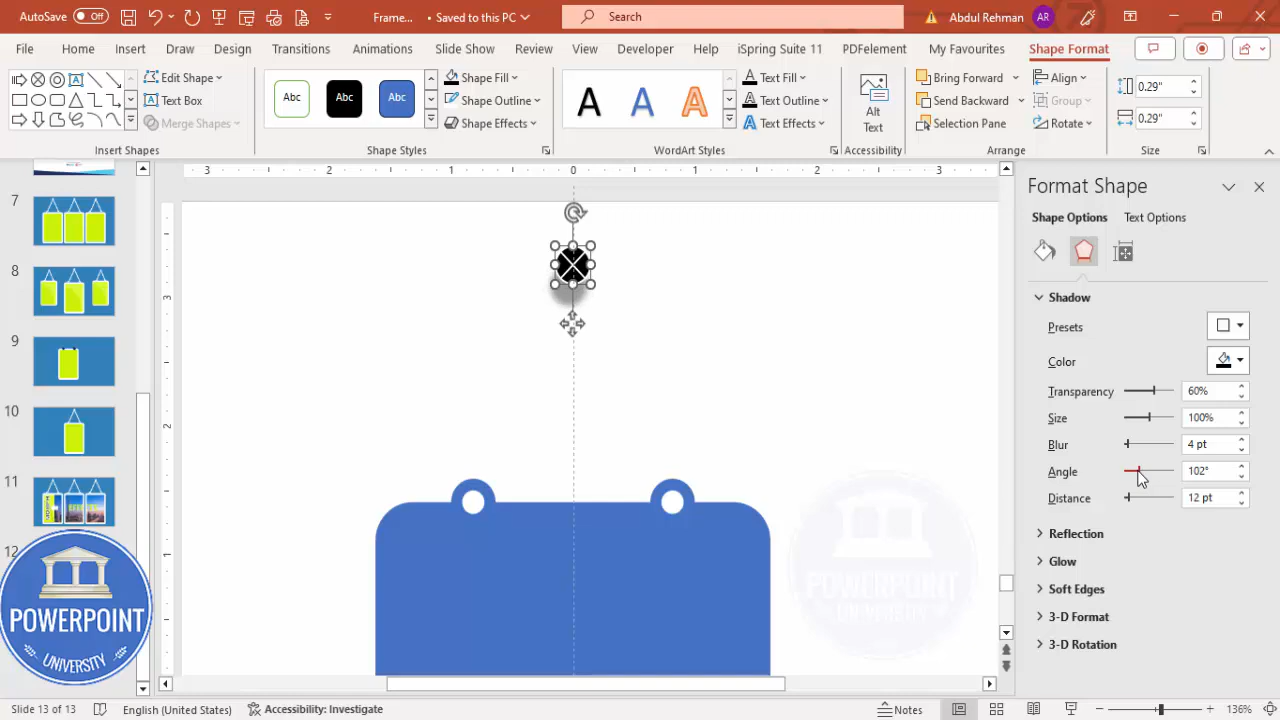 AutoSave Off Frame... • Saved to this PC Search Abdul Rehman AR
File Home Insert Draw Design Transitions Animations Slide Show Review View Developer Help iSpring Suite 11 PDFelement My Favourites Shape Format
Edit Shape
Text Box
Merge Shapes
Insert Shapes
Abc Abc Abc
Shape Fill
Shape Outline
Shape Effects
Shape Styles
A A A
Text Fill
Text Outline
Text Effects
WordArt Styles
Alt
Text
Accessibility
Bring Forward
Send Backward
Selection Pane
Align
Group
Rotate
Arrange
0.29"
0.29"
Size
3 2 1 0 1 2 3
3
2
1
7
8
9
10
11
12
POWERPOINT
UNIVERSITY
POWERPOINT
UNIVERSITY
Format Shape
Shape Options Text Options
Shadow
Presets
Color
Transparency 60%
Size 100%
Blur 4 pt
Angle 102°
Distance 12 pt
Reflection
Glow
Soft Edges
3-D Format
3-D Rotation
Slide 13 of 13 English (United States) Accessibility: Investigate Notes 136%